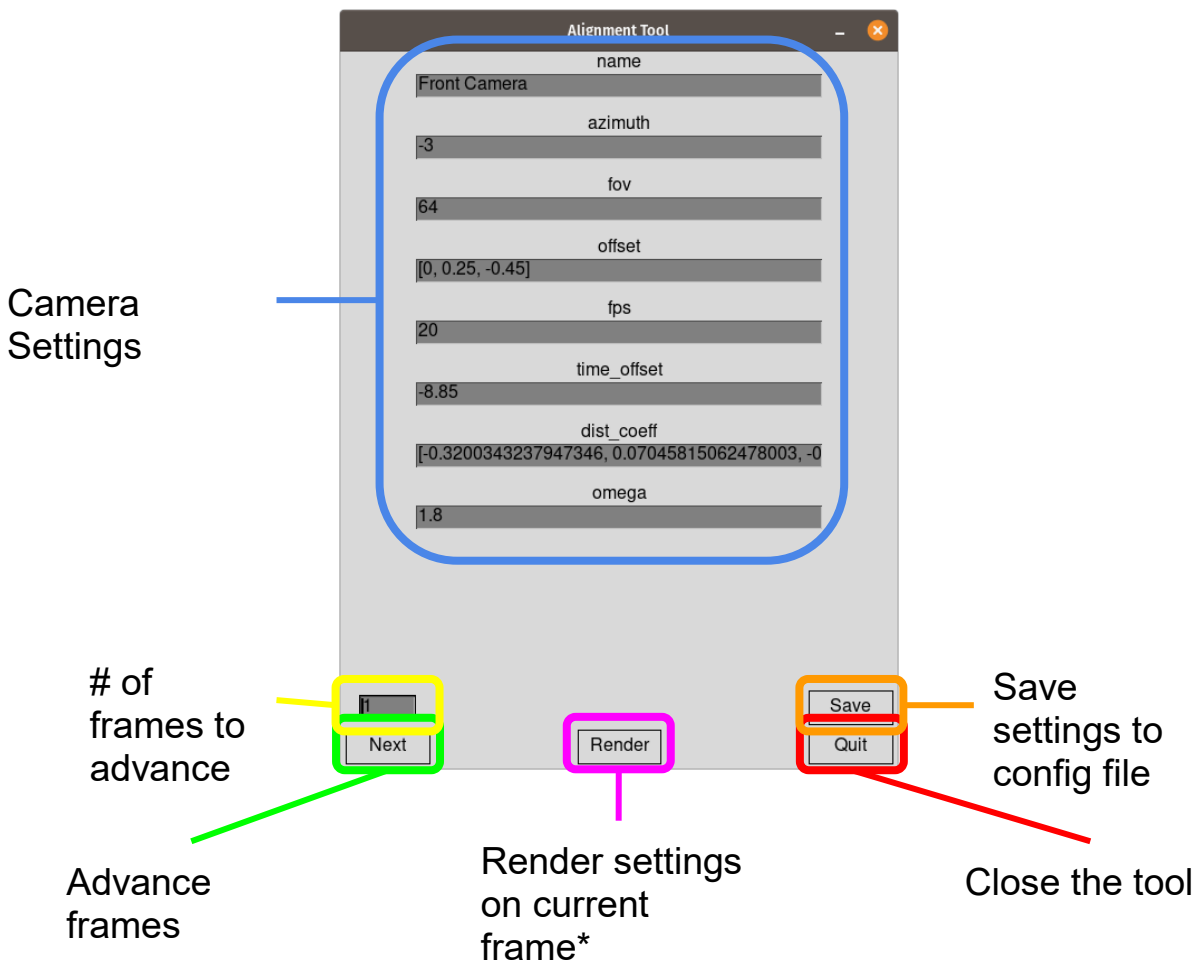 Alignment Tool
name
Front Camera
azimuth
-3
fov
64
offset
[0, 0.25, -0.45]
fps
20
time_offset
-8.85
dist_coeff
[-0.3200343237947346, 0.07045815062478003, -0
omega
1.8
Camera
Settings
# of
frames to
advance
1
Next
Render
Save
Quit
Save
settings to
config file
Advance
frames
Render settings
on current
frame*
Close the tool